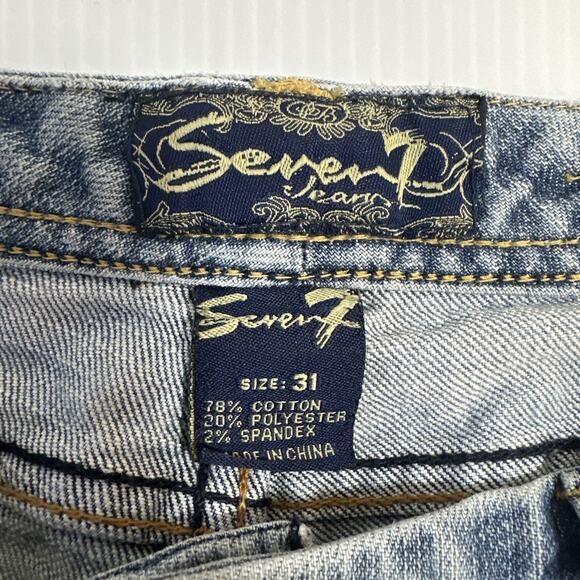 Seven7
Jeans
Seven7
SIZE: 31
78% COTTON
20% POLYESTER
2% SPANDEX
MADE IN CHINA